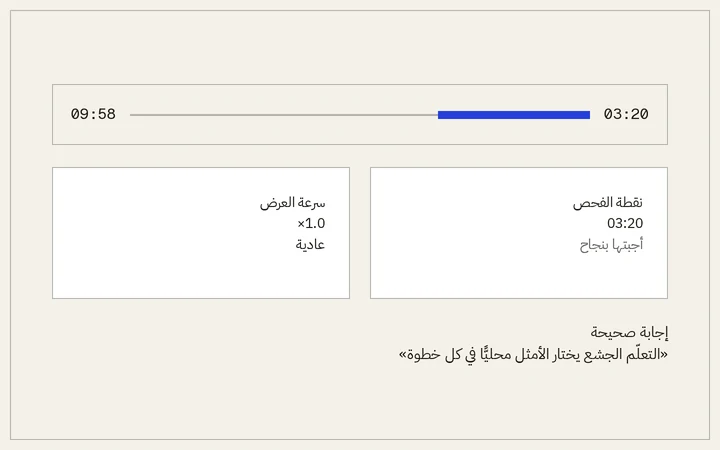 03:20
09:58
نقطة الفحص
03:20
أجبتها بنجاح
سرعة العرض
×1.0
عادية
إجابة صحيحة
«التعلّم الجشع يختار الأمثل محليًّا في كل خطوة»